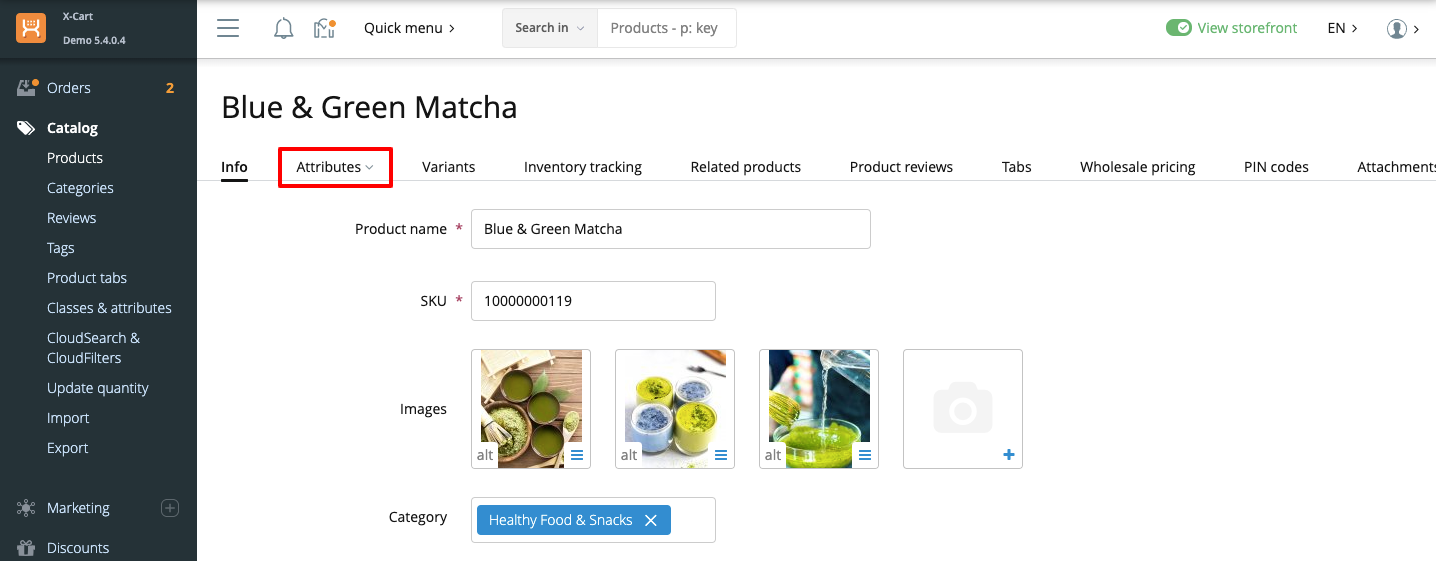 X-Cart
Demo 5.4.0.4
Quick menu
Search in
Products - p: key
View storefront
EN
Orders 2
Catalog
Products
Categories
Reviews
Tags
Product tabs
Classes & attributes
CloudSearch &
CloudFilters
Update quantity
Import
Export
Marketing
Discounts
Blue & Green Matcha
Info Attributes Variants Inventory tracking Related products Product reviews Tabs Wholesale pricing PIN codes Attachments
Product name * Blue & Green Matcha
SKU * 10000000119
Images
alt alt alt
Category Healthy Food & Snacks